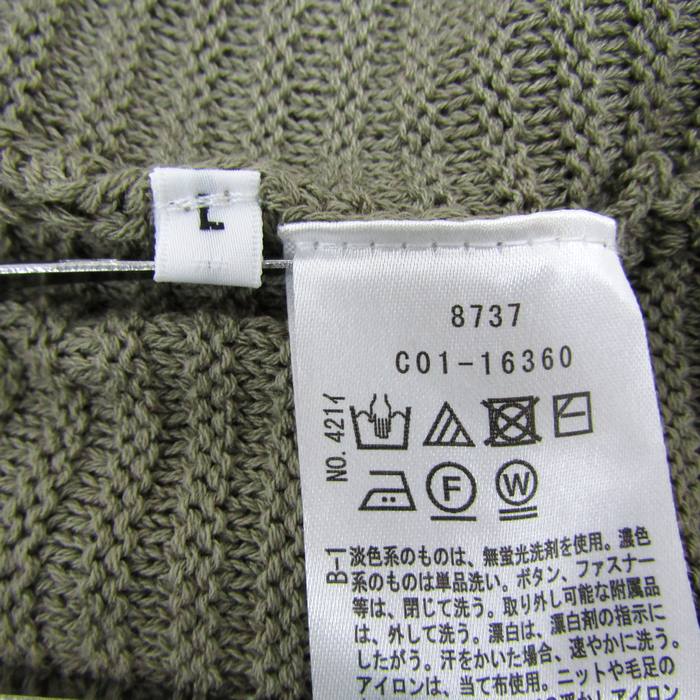 L
8737
C01-16360
NO. 421イ
F W
B-1
淡色系のものは、無蛍光洗剤を使用。濃色
系のものは単品洗い。ボタン、ファスナー
等は、閉じて洗う。取り外し可能な附属品
は、外して洗う。漂白は、漂白剤の指示に
したがう。汗をかいた場合、速やかに洗う。
アイロンは、当て布使用。ニットや毛足の